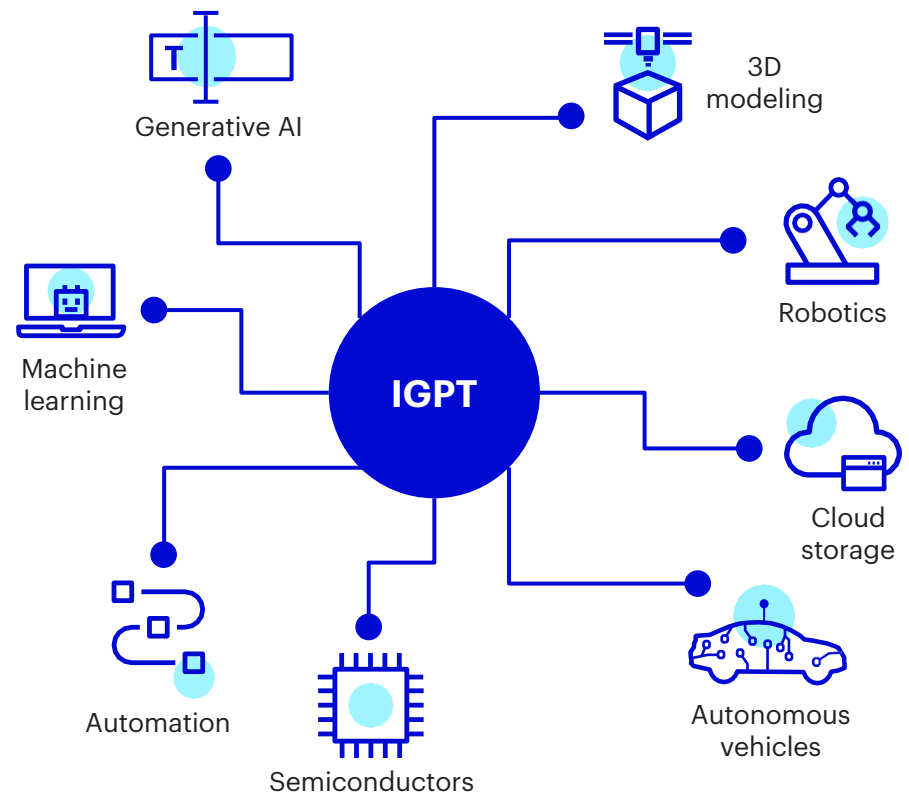 T
Generative AI
3D
modeling
Robotics
Machine
learning
IGPT
Cloud
storage
Automation
Autonomous
vehicles
Semiconductors